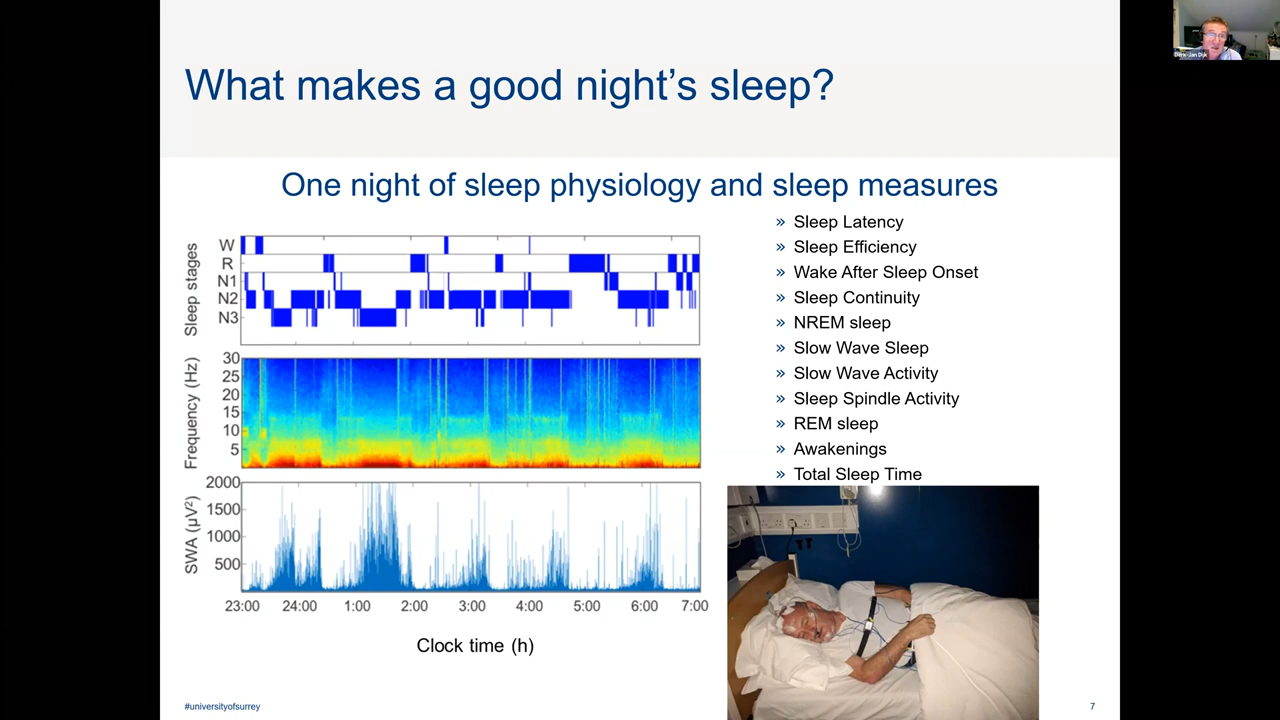 What makes a good night’s sleep?
One night of sleep physiology and sleep measures
Sleep stages
W
R
N1
N2
N3
Frequency (Hz)
30
25
20
15
10
5
SWA (μV²)
2000
1500
1000
500
23:00 24:00 1:00 2:00 3:00 4:00 5:00 6:00 7:00
Clock time (h)
» Sleep Latency
» Sleep Efficiency
» Wake After Sleep Onset
» Sleep Continuity
» NREM sleep
» Slow Wave Sleep
» Slow Wave Activity
» Sleep Spindle Activity
» REM sleep
» Awakenings
» Total Sleep Time
#universityofsurrey
7
Derk-Jan Dijk